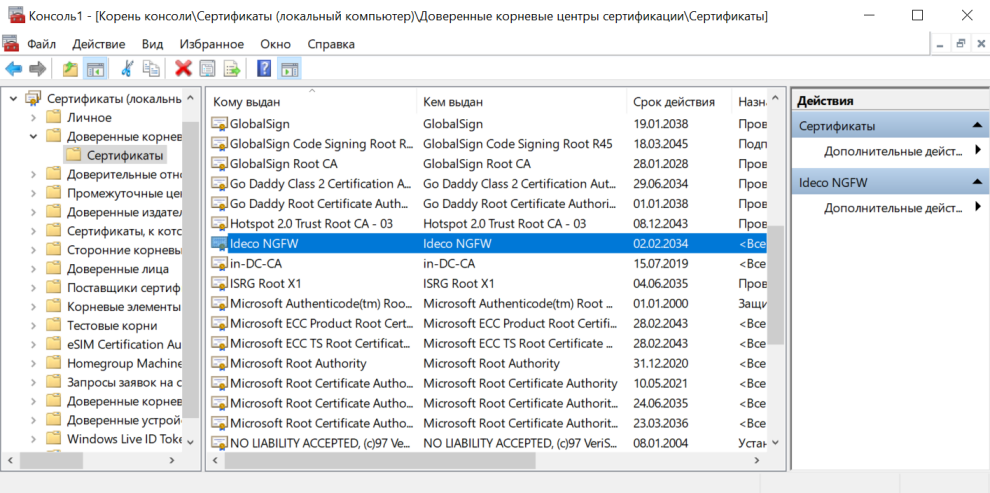 Консоль1 - [Корень консоли\Сертификаты (локальный компьютер)\Доверенные корневые центры сертификации\Сертификаты]
Файл Действие Вид Избранное Окно Справка
Сертификаты (локальнь
Личное
Доверенные корнев
Сертификаты
Доверительные отно
Промежуточные цен
Доверенные издател
Сертификаты, к кото
Сторонние корневы
Доверенные лица
Поставщики сертиф
Корневые элементы
Тестовые корни
eSIM Certification Au
Homegroup Machine
Запросы заявок на с
Доверенные корнев
Доверенные устрой
Windows Live ID Toke
Кому выдан Кем выдан Срок действия Назн
GlobalSign GlobalSign 19.01.2038 Пров
GlobalSign Code Signing Root R... GlobalSign Code Signing Root R45 18.03.2045 Подп
GlobalSign Root CA GlobalSign Root CA 28.01.2028 Пров
Go Daddy Class 2 Certification A... Go Daddy Class 2 Certification Aut... 29.06.2034 Пров
Go Daddy Root Certificate Auth... Go Daddy Root Certificate Authori... 01.01.2038 Пров
Hotspot 2.0 Trust Root CA - 03 Hotspot 2.0 Trust Root CA - 03 08.12.2043 Пров
Ideco NGFW Ideco NGFW 02.02.2034 <Все
in-DC-CA in-DC-CA 15.07.2019 <Все
ISRG Root X1 ISRG Root X1 04.06.2035 Пров
Microsoft Authenticode(tm) Roo... Microsoft Authenticode(tm) Root ... 01.01.2000 Защи
Microsoft ECC Product Root Cert... Microsoft ECC Product Root Certifi... 28.02.2043 <Все
Microsoft ECC TS Root Certificat... Microsoft ECC TS Root Certificate ... 28.02.2043 <Все
Microsoft Root Authority Microsoft Root Authority 31.12.2020 <Все
Microsoft Root Certificate Autho... Microsoft Root Certificate Authority 10.05.2021 <Все
Microsoft Root Certificate Autho... Microsoft Root Certificate Authorit... 24.06.2035 <Все
Microsoft Root Certificate Autho... Microsoft Root Certificate Authorit... 23.03.2036 <Все
NO LIABILITY ACCEPTED, (c)97 Ve... NO LIABILITY ACCEPTED, (c)97 VeriS... 08.01.2004 Устан
Действия
Сертификаты
Дополнительные дейст...
Ideco NGFW
Дополнительные дейст...